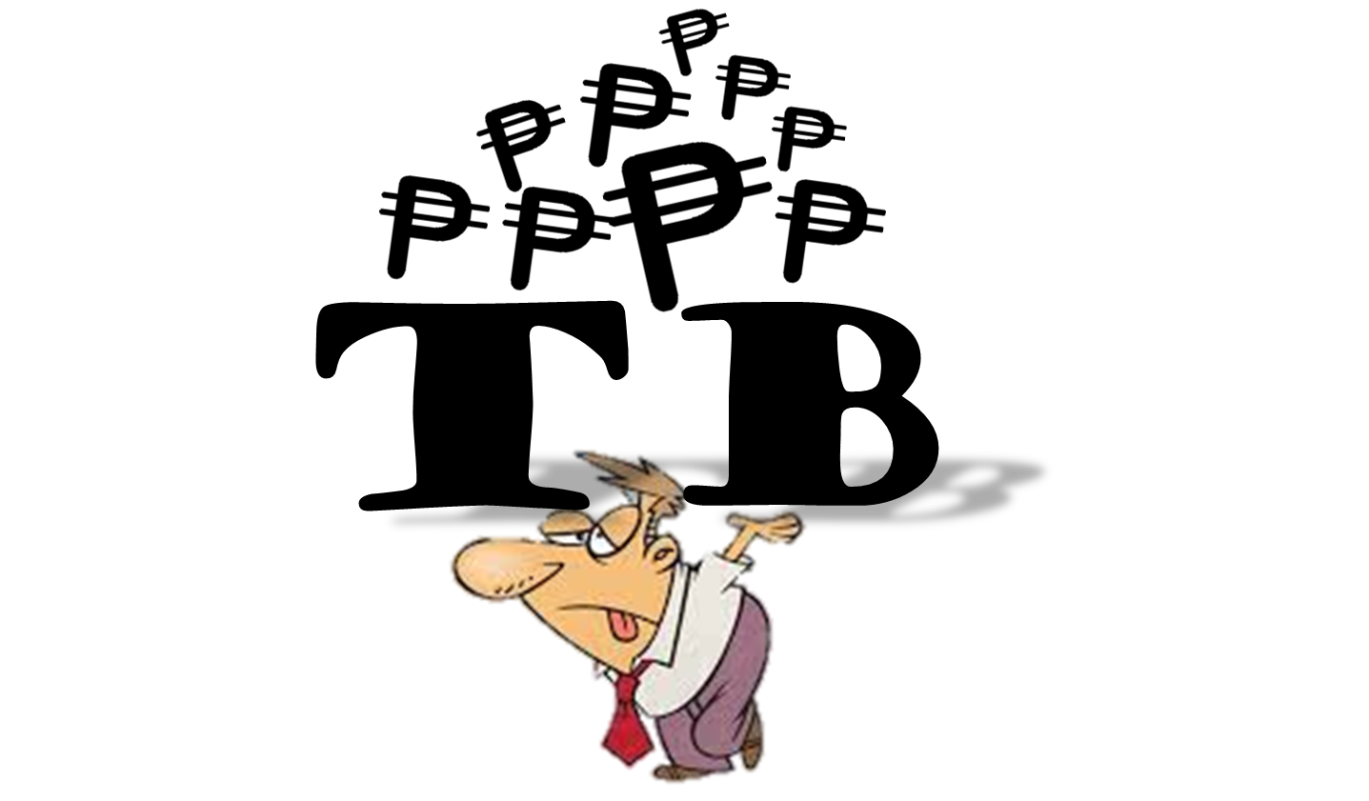 ₱
₱ ₱ ₱ ₱
₱ ₱ ₱ ₱
TB